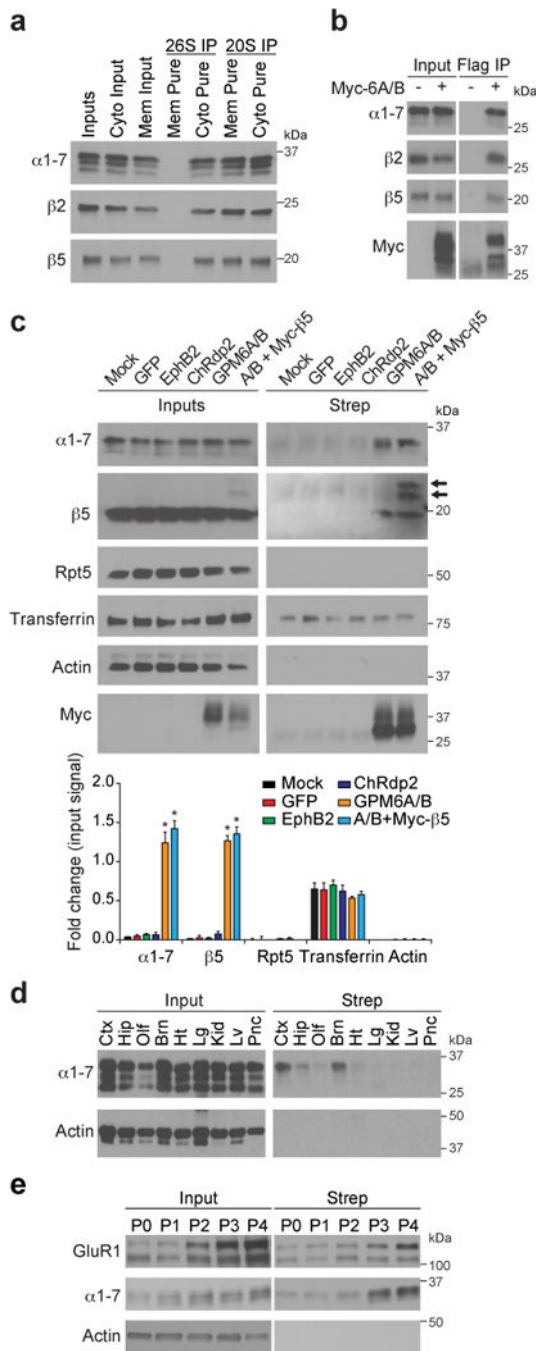 a
26S IP 20S IP
Inputs
Cyto Input
Mem Input
Mem Pure
Cyto Pure
Mem Pure
Cyto Pure
kDa
α1-7
37
β2
25
β5
20
b
Input Flag IP
Myc-6A/B - + - +
kDa
α1-7
25
β2
25
β5
20
Myc
37
25
c
Mock
GFP
EphB2
ChRdp2
GPM6A/B
A/B + Myc-β5
Mock
GFP
EphB2
ChRdp2
GPM6A/B
A/B + Myc-β5
Inputs Strep
kDa
α1-7
37
β5
20
Rpt5
50
Transferrin
75
Actin
37
Myc
37
25
Fold change (input signal)
2.0
1.5
1.0
0.5
0.0
Mock
GFP
EphB2
ChRdp2
GPM6A/B
A/B+Myc-β5
* * * *
α1-7 β5 Rpt5 Transferrin Actin
d
Input Strep
Ctx Hip Olf Brn Ht Lg Kid Lv Pnc Ctx Hip Olf Brn Ht Lg Kid Lv Pnc
kDa
α1-7
37
25
Actin
50
37
e
Input Strep
P0 P1 P2 P3 P4 P0 P1 P2 P3 P4
kDa
GluR1
100
α1-7
37
Actin
50